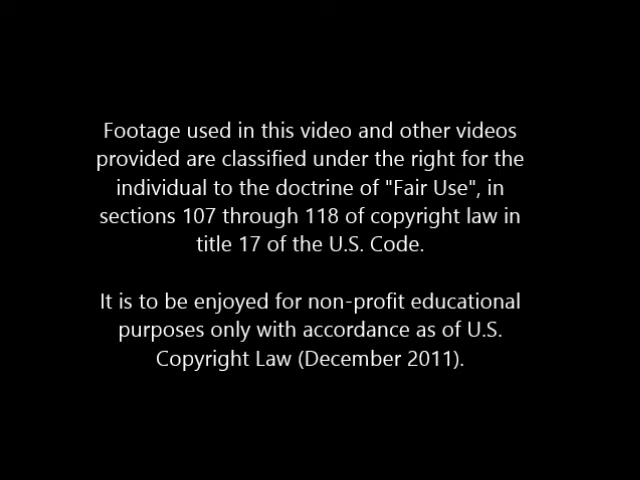 Footage used in this video and other videos
provided are classified under the right for the
individual to the doctrine of "Fair Use", in
sections 107 through 118 of copyright law in
title 17 of the U.S. Code.
It is to be enjoyed for non-profit educational
purposes only with accordance as of U.S.
Copyright Law (December 2011).